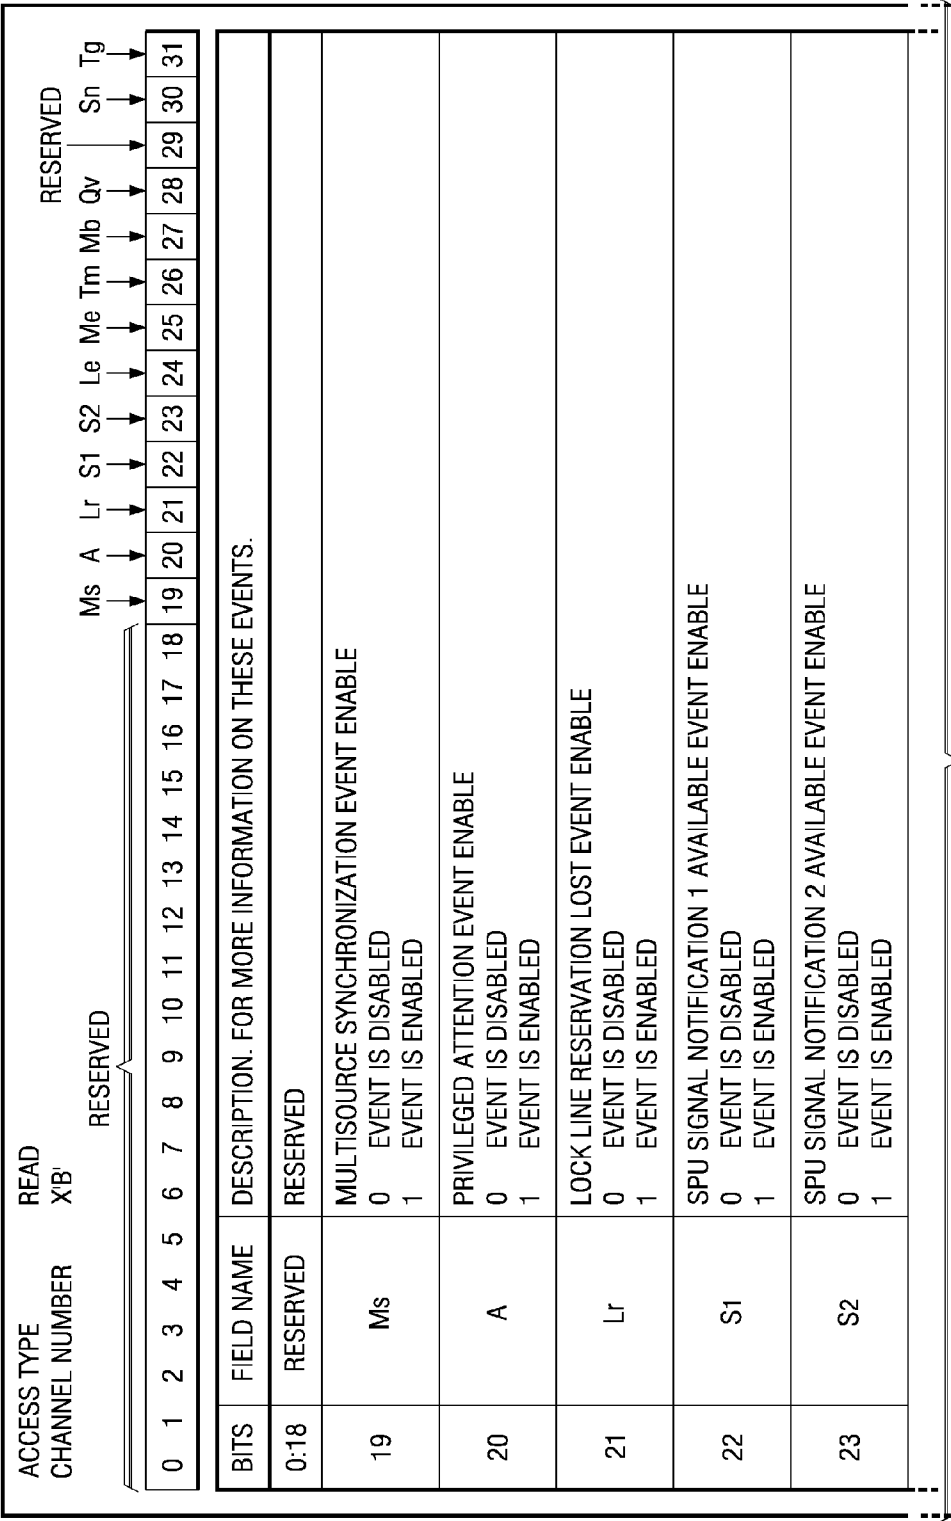 ACCESS TYPE READ
CHANNEL NUMBER X'B'
RESERVED
RESERVED
Ms A Lr S1 S2 Le Me Tm Mb Qv Sn Tg
0 1 2 3 4 5 6 7 8 9 10 11 12 13 14 15 16 17 18 19 20 21 22 23 24 25 26 27 28 29 30 31
BITS FIELD NAME DESCRIPTION. FOR MORE INFORMATION ON THESE EVENTS.
0:18 RESERVED RESERVED
19 Ms MULTISOURCE SYNCHRONIZATION EVENT ENABLE
0 EVENT IS DISABLED
1 EVENT IS ENABLED
20 A PRIVILEGED ATTENTION EVENT ENABLE
0 EVENT IS DISABLED
1 EVENT IS ENABLED
21 Lr LOCK LINE RESERVATION LOST EVENT ENABLE
0 EVENT IS DISABLED
1 EVENT IS ENABLED
22 S1 SPU SIGNAL NOTIFICATION 1 AVAILABLE EVENT ENABLE
0 EVENT IS DISABLED
1 EVENT IS ENABLED
23 S2 SPU SIGNAL NOTIFICATION 2 AVAILABLE EVENT ENABLE
0 EVENT IS DISABLED
1 EVENT IS ENABLED